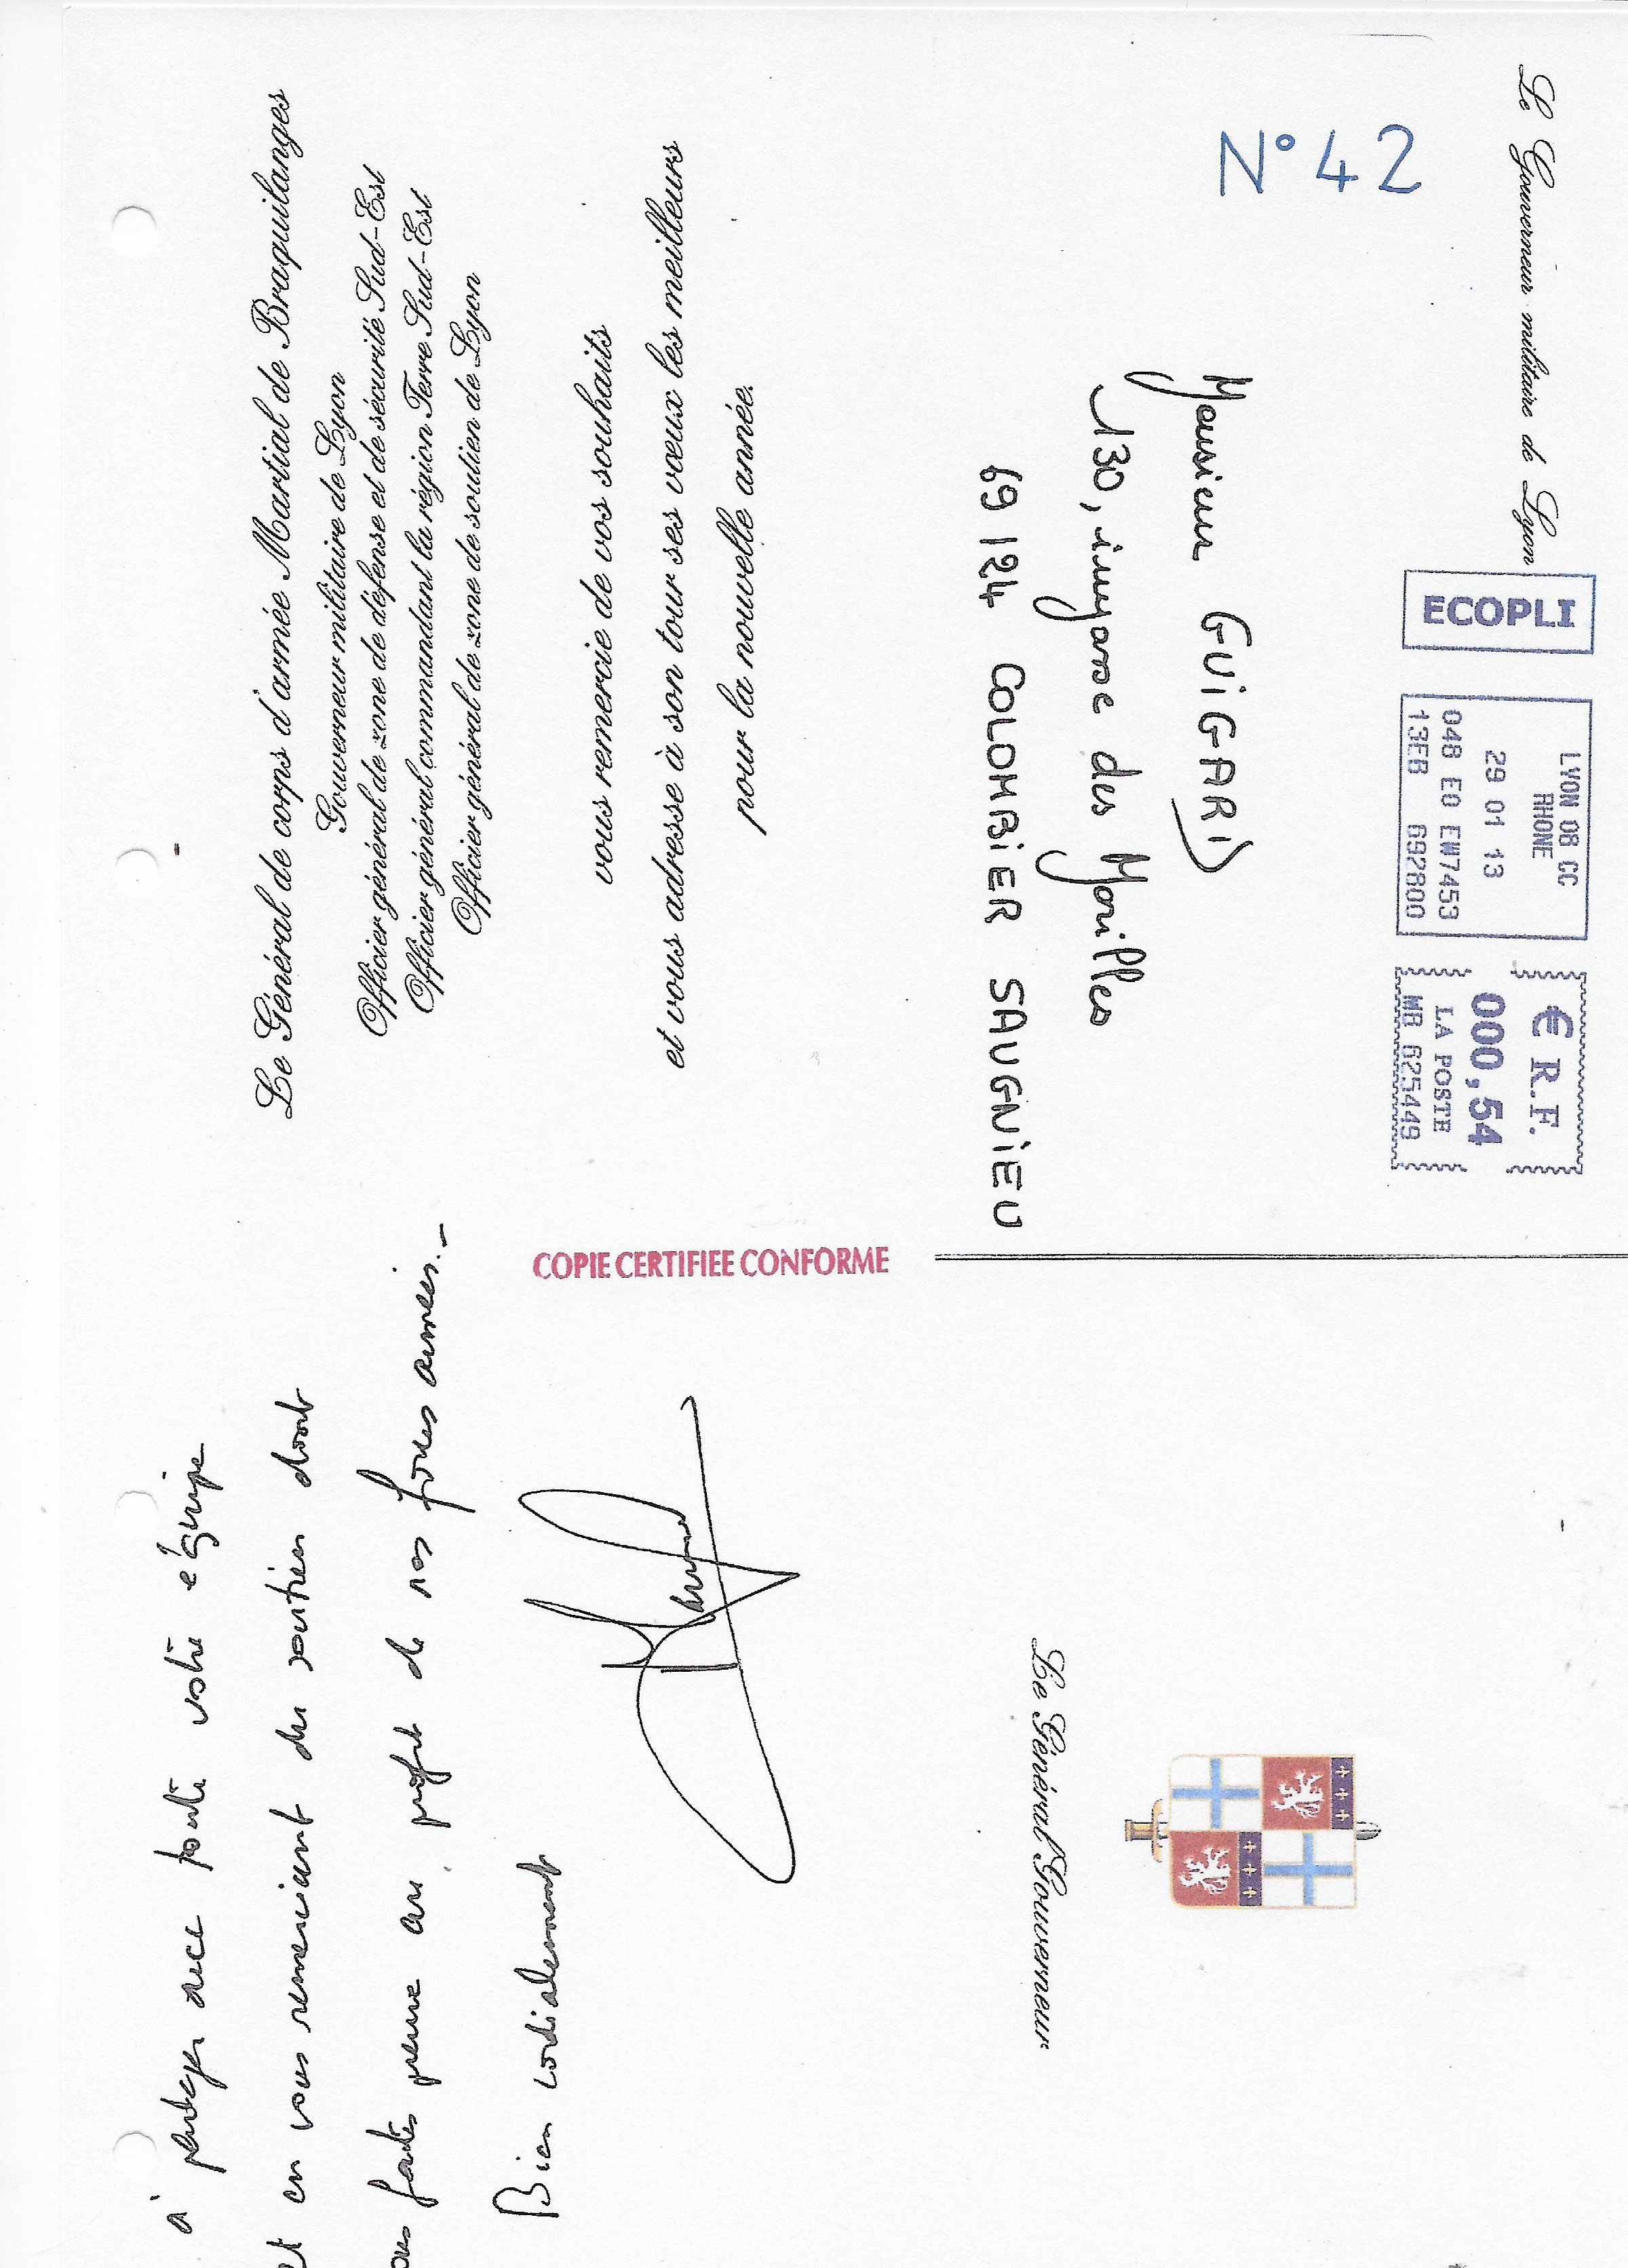 Le Gouverneur militaire de Lyon
ECOPLI
LYON 08 CC
RHONE
29 01 13
048 E0 EW7453
13EB 692800
€ R.F.
000,54
LA POSTE
MB 625449
N° 42
Monsieur GUIGARD
130, impasse des Morilles
69124 COLOMBIER SAUGNIEU
Le Général Gouverneur
Le Général de corps d'armée Martial de Braquilanges
Gouverneur militaire de Lyon
Officier général de zone de défense et de sécurité Sud-Est
Officier général commandant la région Terre Sud-Est
Officier général de zone de soutien de Lyon
vous remercie de vos souhaits
et vous adresse à son tour ses vœux les meilleurs
pour la nouvelle année.
COPIE CERTIFIEE CONFORME
à partager avec toute votre équipe
et en vous remerciant du soutien dont
vous faites preuve au profit de nos forces armées.-
Bien cordialement